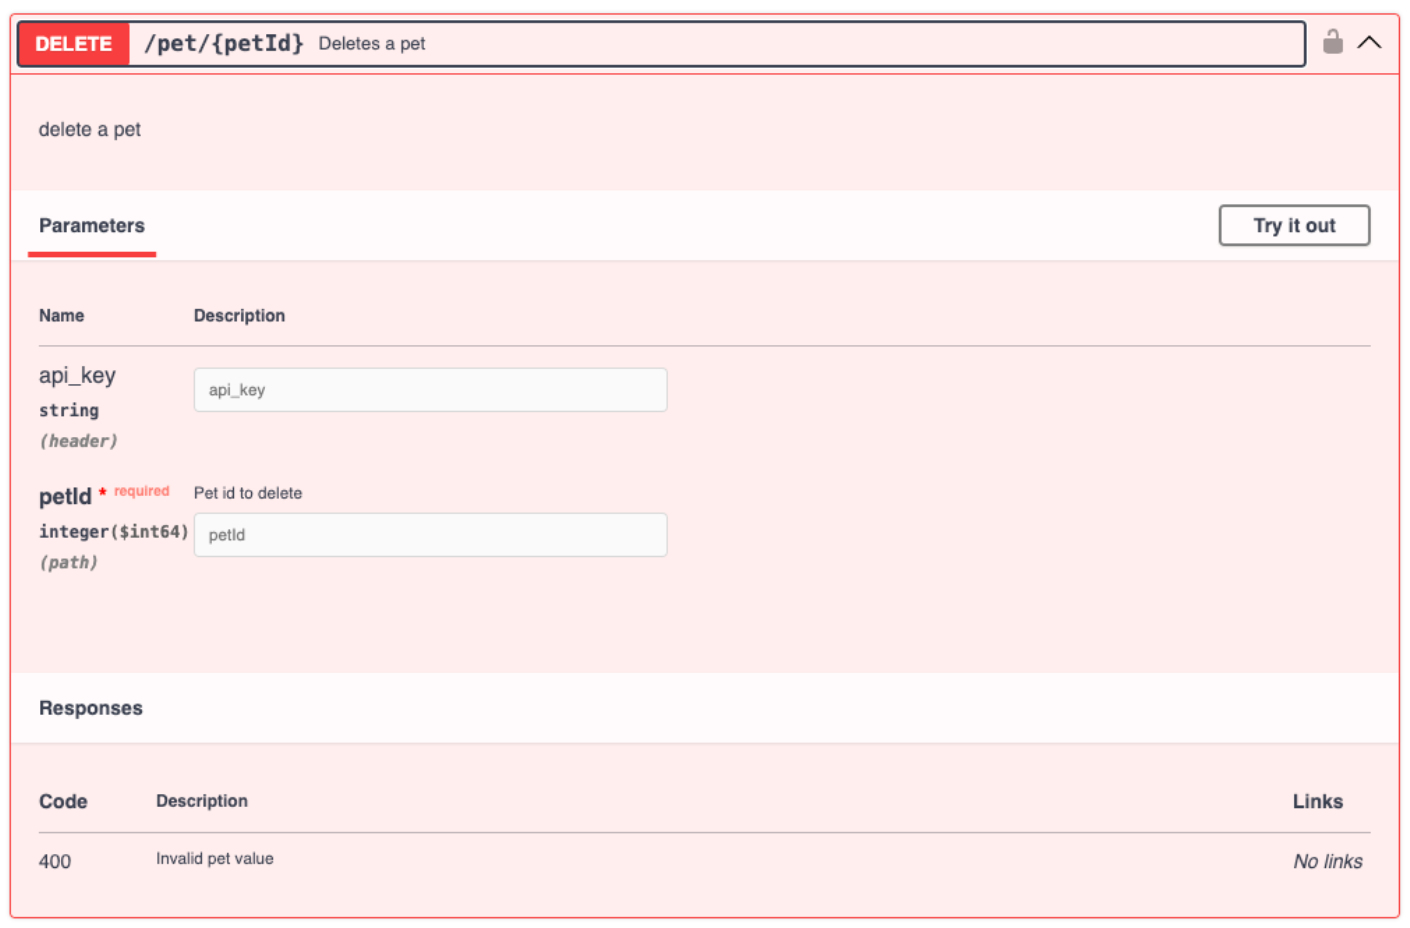 DELETE /pet/{petId} Deletes a pet
delete a pet
Parameters Try it out
Name Description
api_key api_key
string
(header)
petId * required Pet id to delete
integer($int64) petId
(path)
Responses
Code Description Links
400 Invalid pet value No links